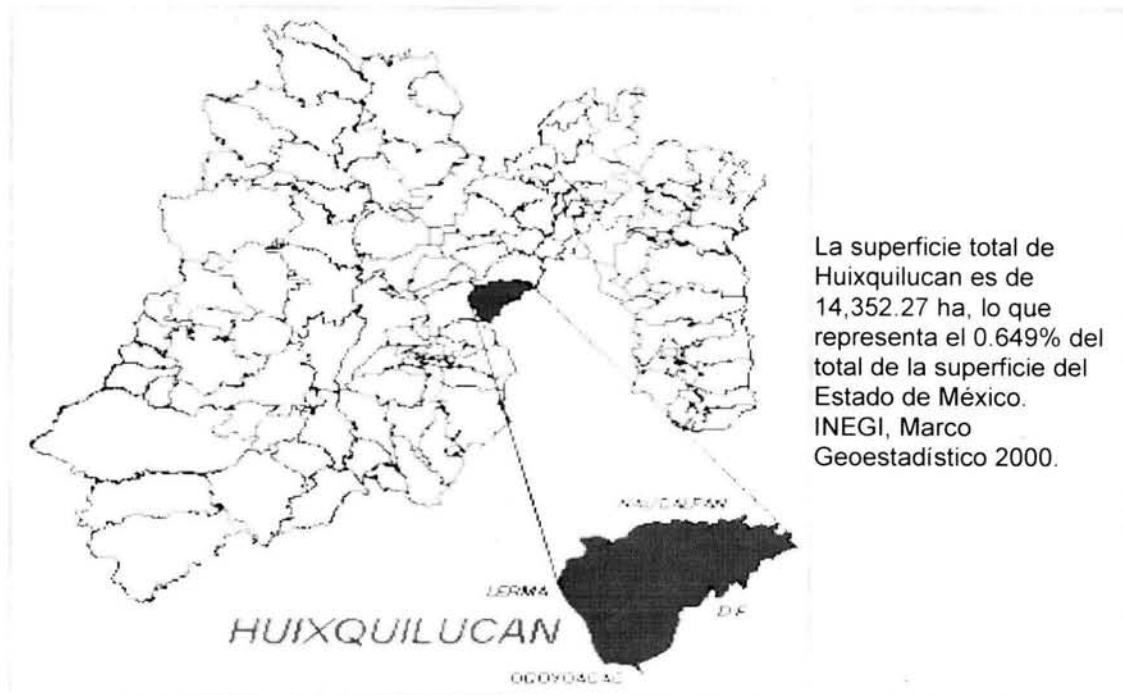 La superficie total de
Huixquilucan es de
14,352.27 ha, lo que
representa el 0.649% del
total de la superficie del
Estado de México.
INEGI, Marco
Geoestadístico 2000.
NAUCALPAN
LERMA
D.F.
HUIXQUILUCAN
OCOYOACAC